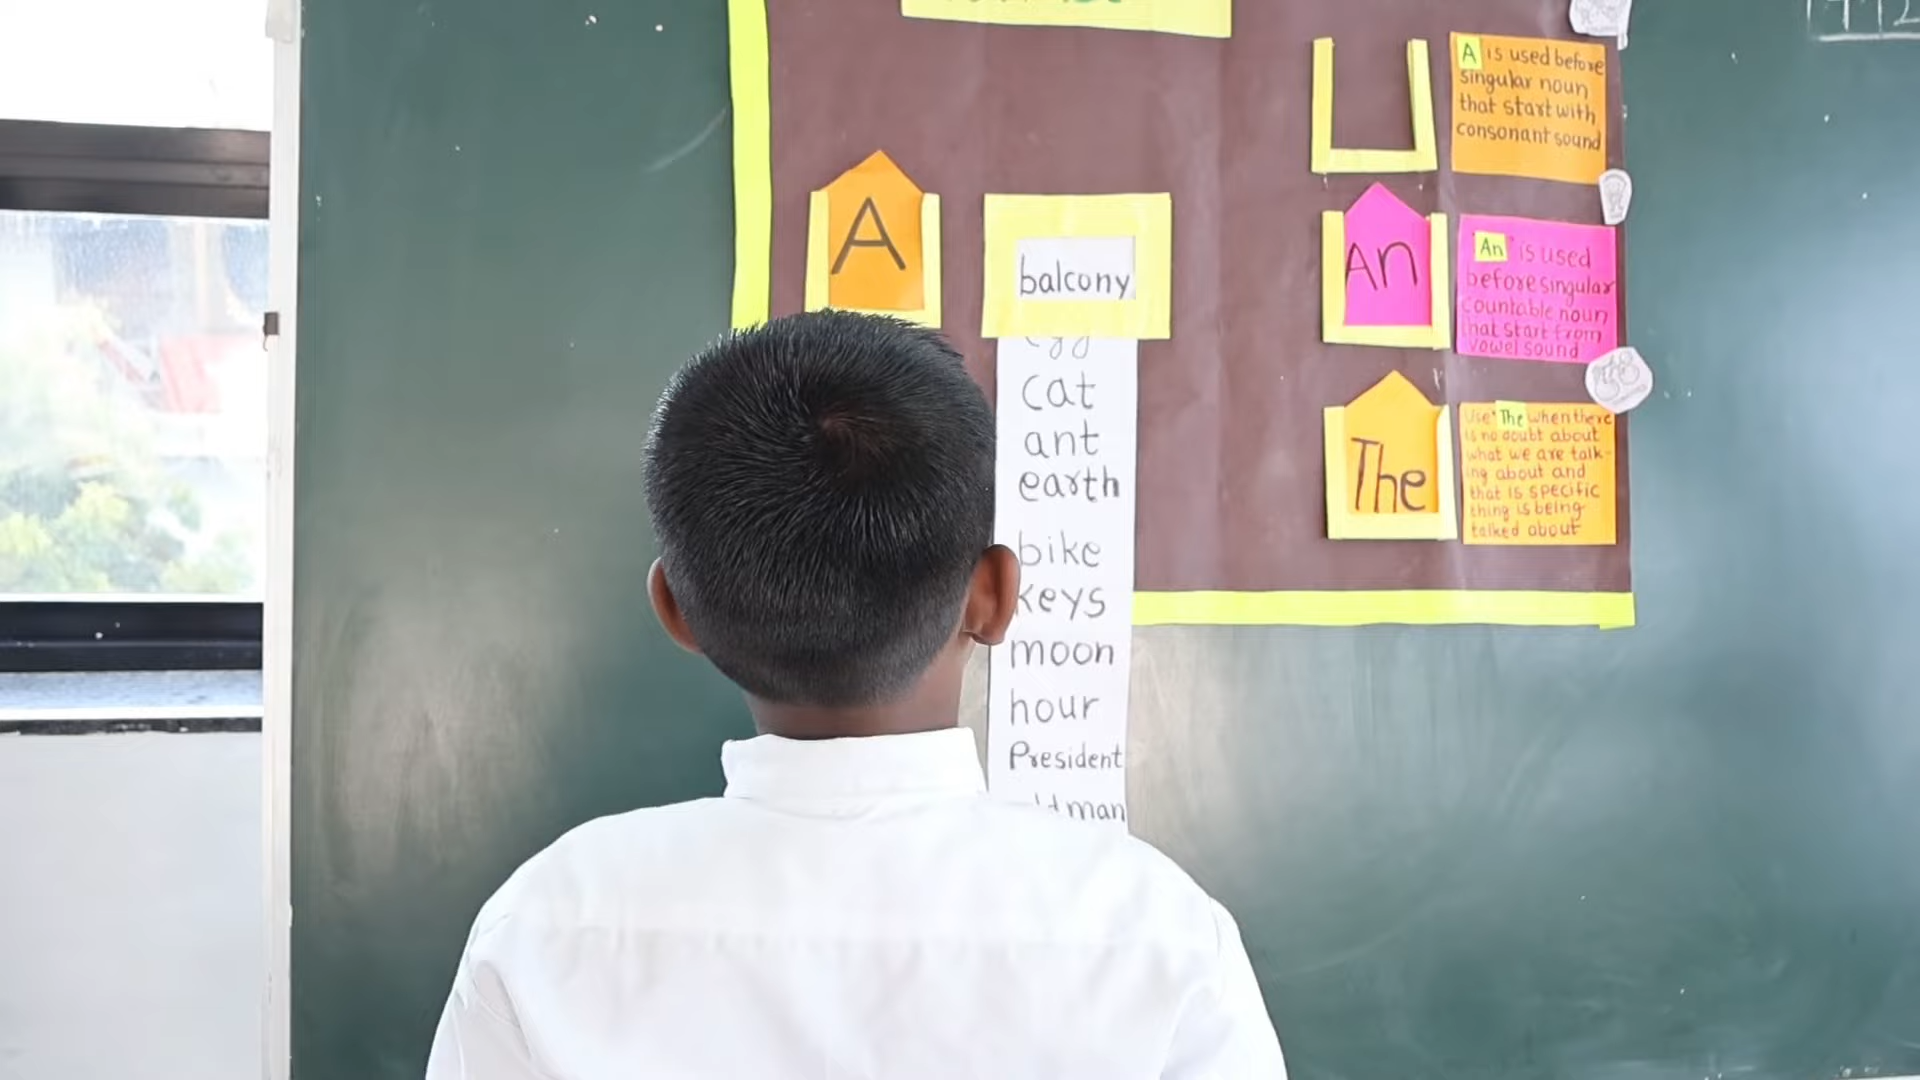 A
balcony
egg
cat
ant
earth
bike
keys
moon
hour
President
man
A is used before
singular noun
that start with
consonant sound
An
"An" is used
before singular
countable noun
that start from
vowel sound
The
Use "The" when there
is no doubt about
what we are talk-
ing about and
that is specific
thing is being
talked about